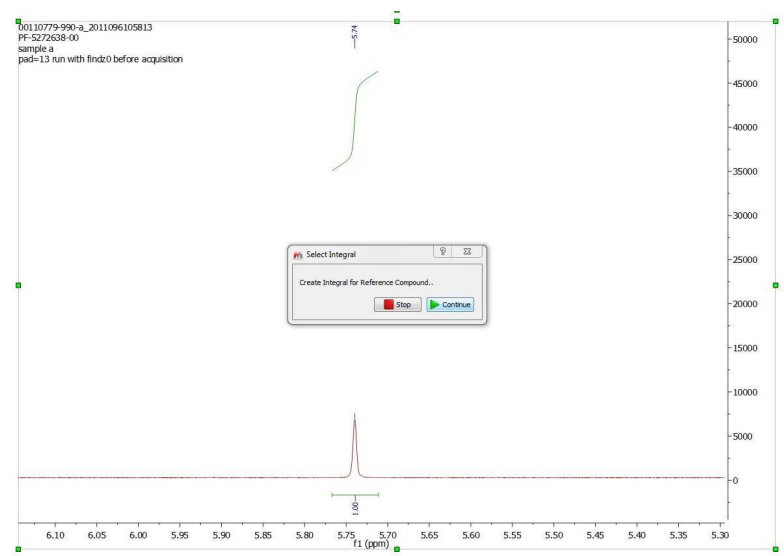 00110779-990-a_2011096105813
PF-5272638-00
sample a
pad=13 run with findz0 before acquisition
5.74
50000
45000
40000
35000
30000
25000
20000
15000
10000
5000
0
Select Integral
Create Integral for Reference Compound..
Stop Continue
1.00
6.10 6.05 6.00 5.95 5.90 5.85 5.80 5.75 5.70 5.65 5.60 5.55 5.50 5.45 5.40 5.35 5.30
f1 (ppm)